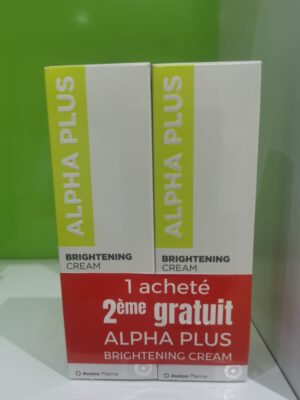 ALPHA PLUS
BRIGHTENING
CREAM
ALPHA PLUS
BRIGHTENING
CREAM
1 acheté
2ème gratuit
ALPHA PLUS
BRIGHTENING CREAM
Avalon Pharma
Avalon Pharma